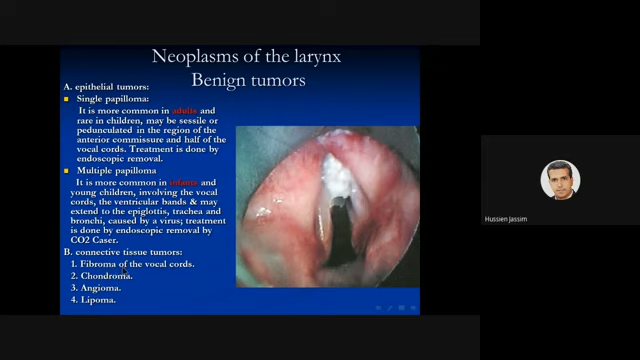 Neoplasms of the larynx
Benign tumors
A. epithelial tumors:
Single papilloma:
It is more common in adults and
rare in children, may be sessile or
pedunculated in the region of the
anterior commissure and half of the
vocal cords. Treatment is done by
endoscopic removal.
Multiple papilloma
It is more common in infants and
young children, involving the vocal
cords, the ventricular bands & may
extend to the epiglottis, trachea and
bronchi, caused by a virus; treatment
is done by endoscopic removal by
CO2 Caser.
B. connective tissue tumors:
1. Fibroma of the vocal cords.
2. Chondroma.
3. Angioma.
4. Lipoma.
Hussien Jassim